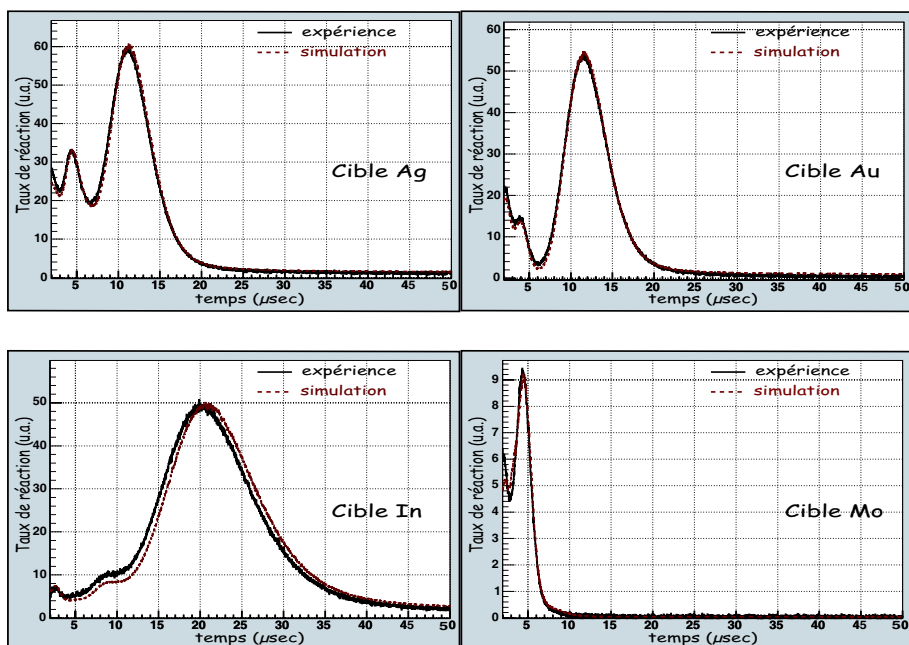 Taux de réaction (u.a.)
60
50
40
30
20
10
0
expérience
simulation
Cible Ag
5 10 15 20 25 30 35 40 45 50
temps (µsec)
Taux de réaction (u.a.)
60
50
40
30
20
10
0
expérience
simulation
Cible Au
5 10 15 20 25 30 35 40 45 50
temps (µsec)
Taux de réaction (u.a.)
50
40
30
20
10
0
expérience
simulation
Cible In
5 10 15 20 25 30 35 40 45 50
temps (µsec)
Taux de réaction (u.a.)
9
8
7
6
5
4
3
2
1
0
expérience
simulation
Cible Mo
5 10 15 20 25 30 35 40 45 50
temps (µsec)